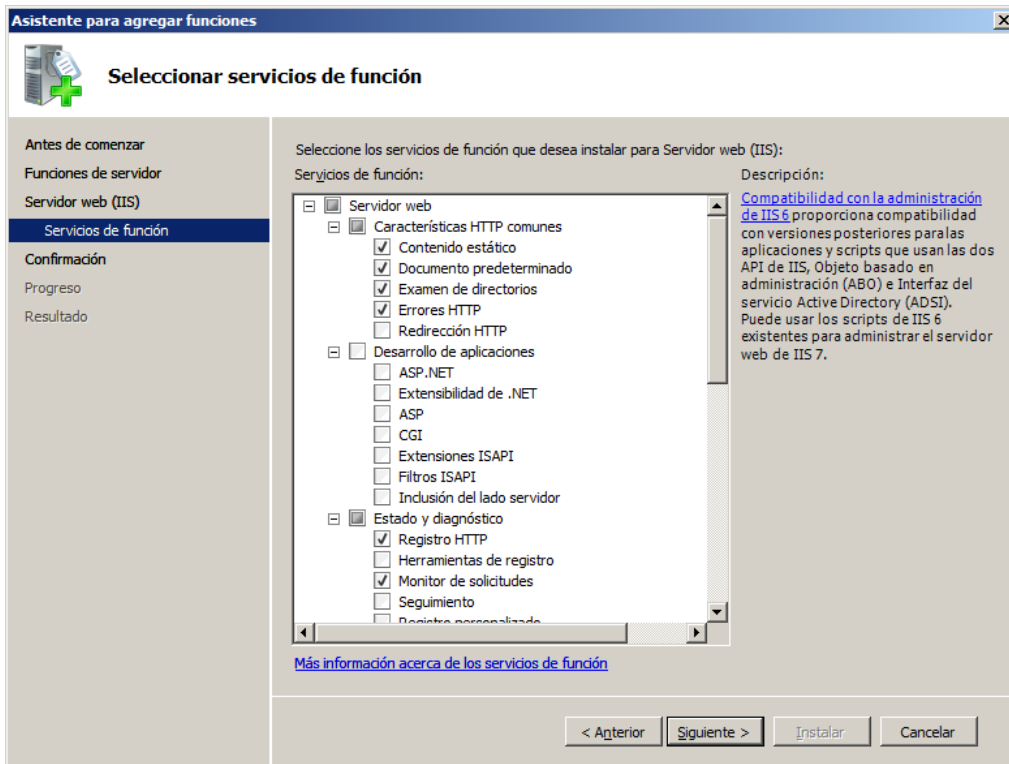 Asistente para agregar funciones
Seleccionar servicios de función
Antes de comenzar
Funciones de servidor
Servidor web (IIS)
Servicios de función
Confirmación
Progreso
Resultado
Seleccione los servicios de función que desea instalar para Servidor web (IIS):
Servicios de función:
Servidor web
Características HTTP comunes
Contenido estático
Documento predeterminado
Examen de directorios
Errores HTTP
Redirección HTTP
Desarrollo de aplicaciones
ASP.NET
Extensibilidad de .NET
ASP
CGI
Extensiones ISAPI
Filtros ISAPI
Inclusión del lado servidor
Estado y diagnóstico
Registro HTTP
Herramientas de registro
Monitor de solicitudes
Seguimiento
Registro personalizado
Descripción:
Compatibilidad con la administración
de IIS 6 proporciona compatibilidad
con versiones posteriores para las
aplicaciones y scripts que usan las dos
API de IIS, Objeto basado en
administración (ABO) e Interfaz del
servicio Active Directory (ADSI).
Puede usar los scripts de IIS 6
existentes para administrar el servidor
web de IIS 7.
Más información acerca de los servicios de función
< Anterior
Siguiente >
Instalar
Cancelar